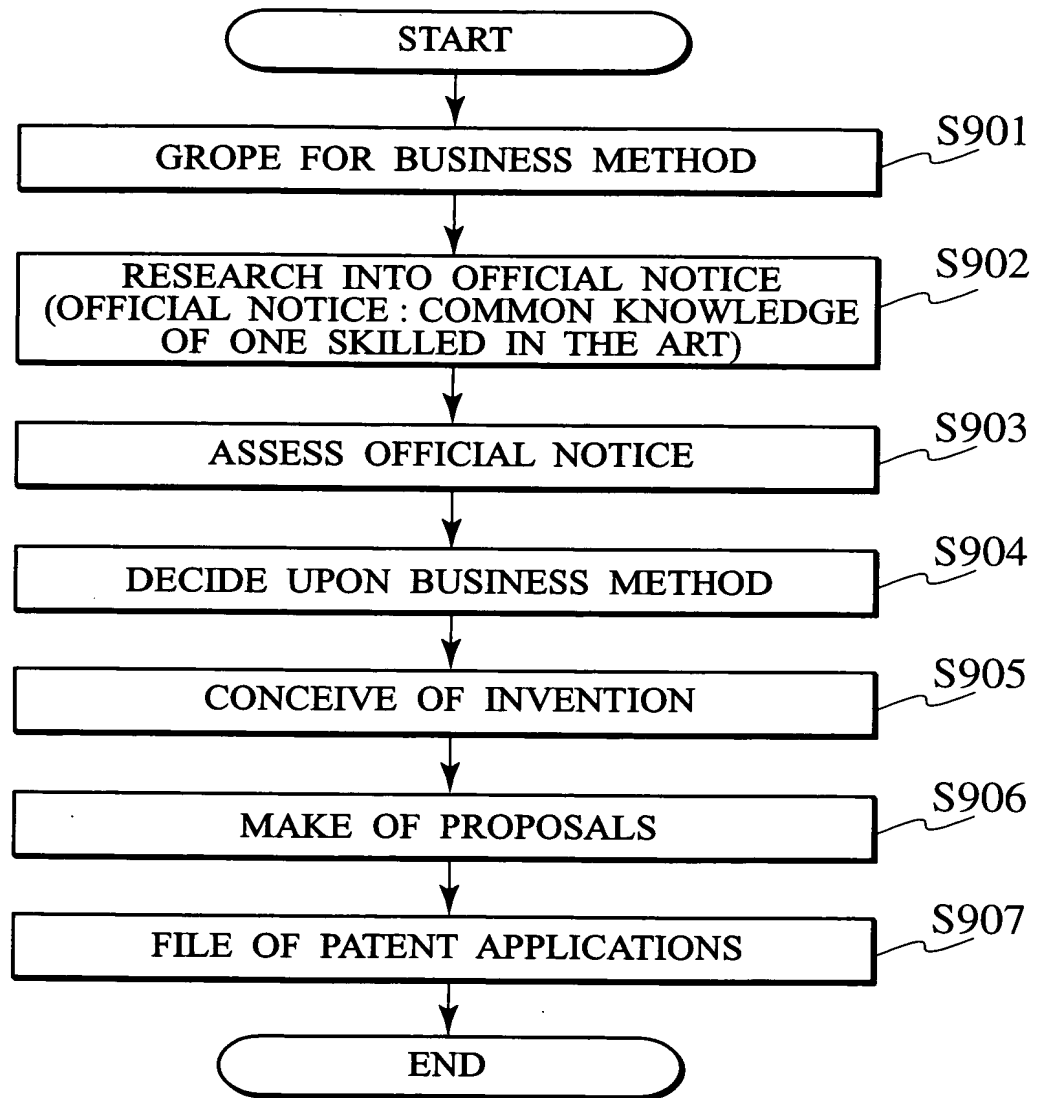 START
GROPE FOR BUSINESS METHOD
S901
RESEARCH INTO OFFICIAL NOTICE
(OFFICIAL NOTICE : COMMON KNOWLEDGE
OF ONE SKILLED IN THE ART)
S902
ASSESS OFFICIAL NOTICE
S903
DECIDE UPON BUSINESS METHOD
S904
CONCEIVE OF INVENTION
S905
MAKE OF PROPOSALS
S906
FILE OF PATENT APPLICATIONS
S907
END